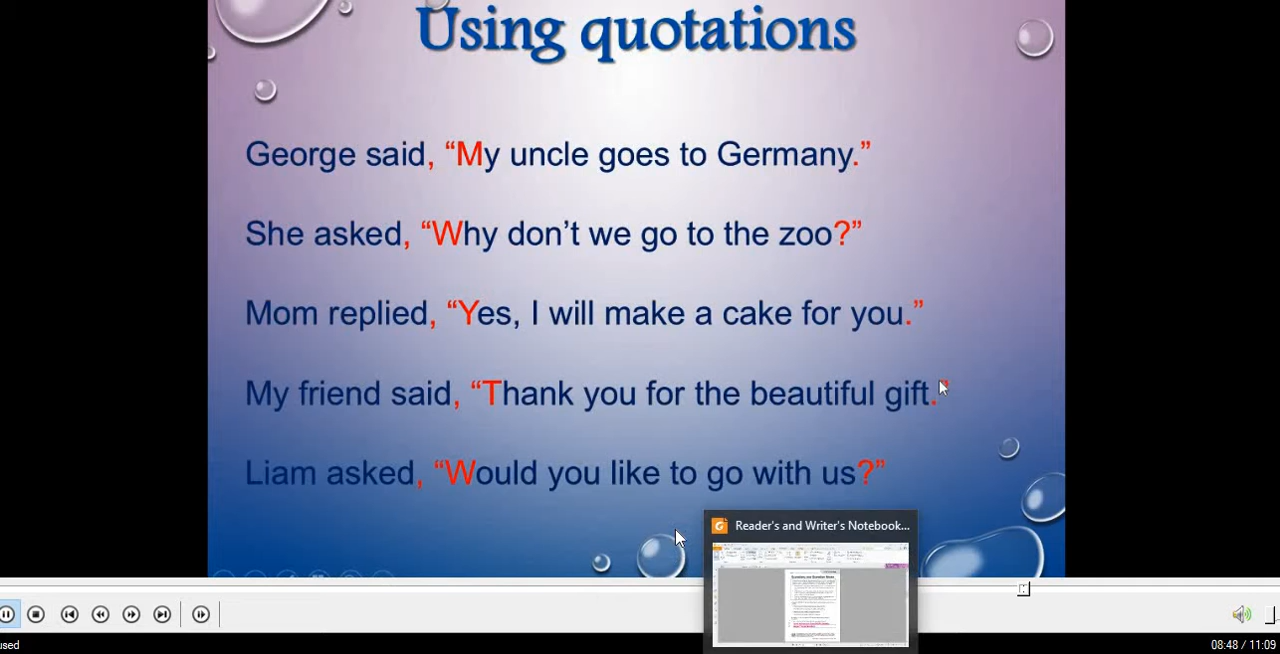 Using quotations
George said, “My uncle goes to Germany.”
She asked, “Why don’t we go to the zoo?”
Mom replied, “Yes, I will make a cake for you.”
My friend said, “Thank you for the beautiful gift.”
Liam asked, “Would you like to go with us?”
Reader's and Writer's Notebook...
used
08:48 / 11:09